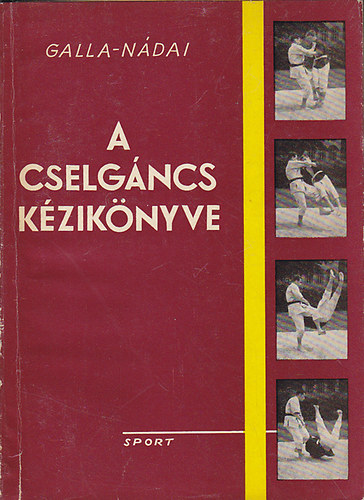 GALLA-NÁDAI
A
CSELGÁNCS
KÉZIKÖNYVE
SPORT